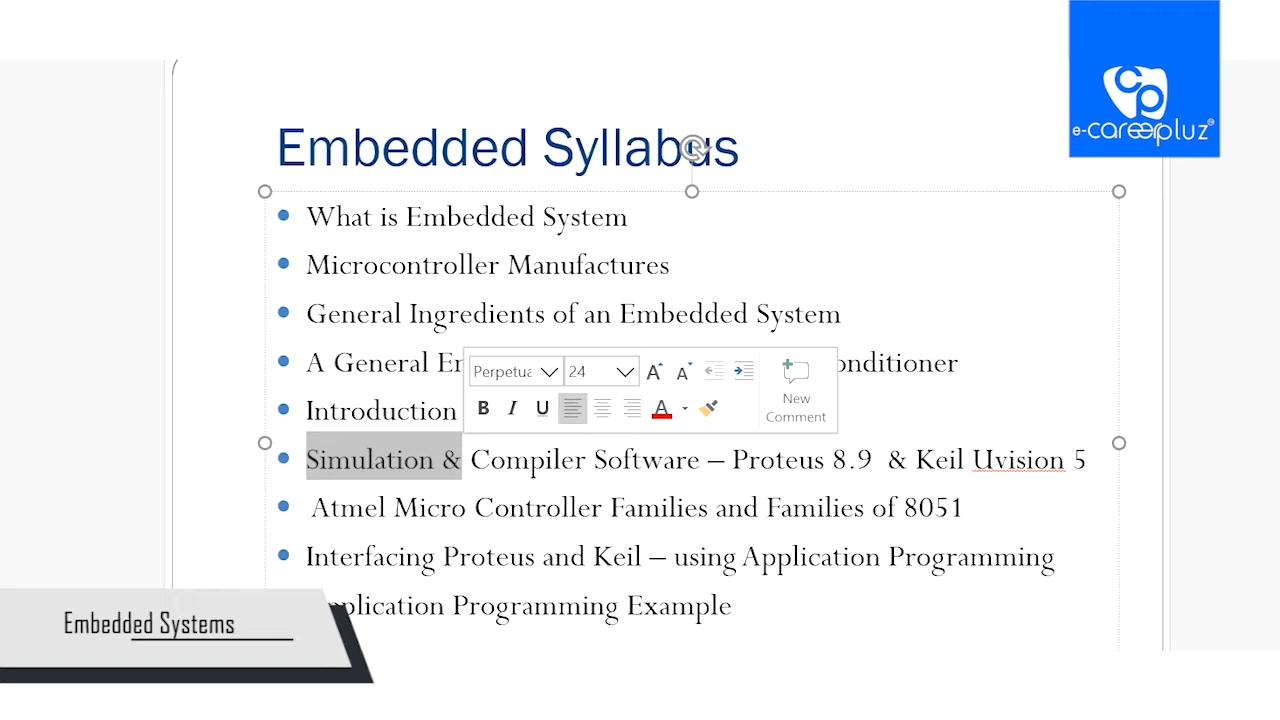 e-careerpluz
Embedded Syllabus
What is Embedded System
Microcontroller Manufactures
General Ingredients of an Embedded System
A General Em onditioner
Perpetua 24
Introduction
New
Comment
B I U A
Simulation & Compiler Software – Proteus 8.9 & Keil Uvision 5
Atmel Micro Controller Families and Families of 8051
Interfacing Proteus and Keil – using Application Programming
Application Programming Example
Embedded Systems